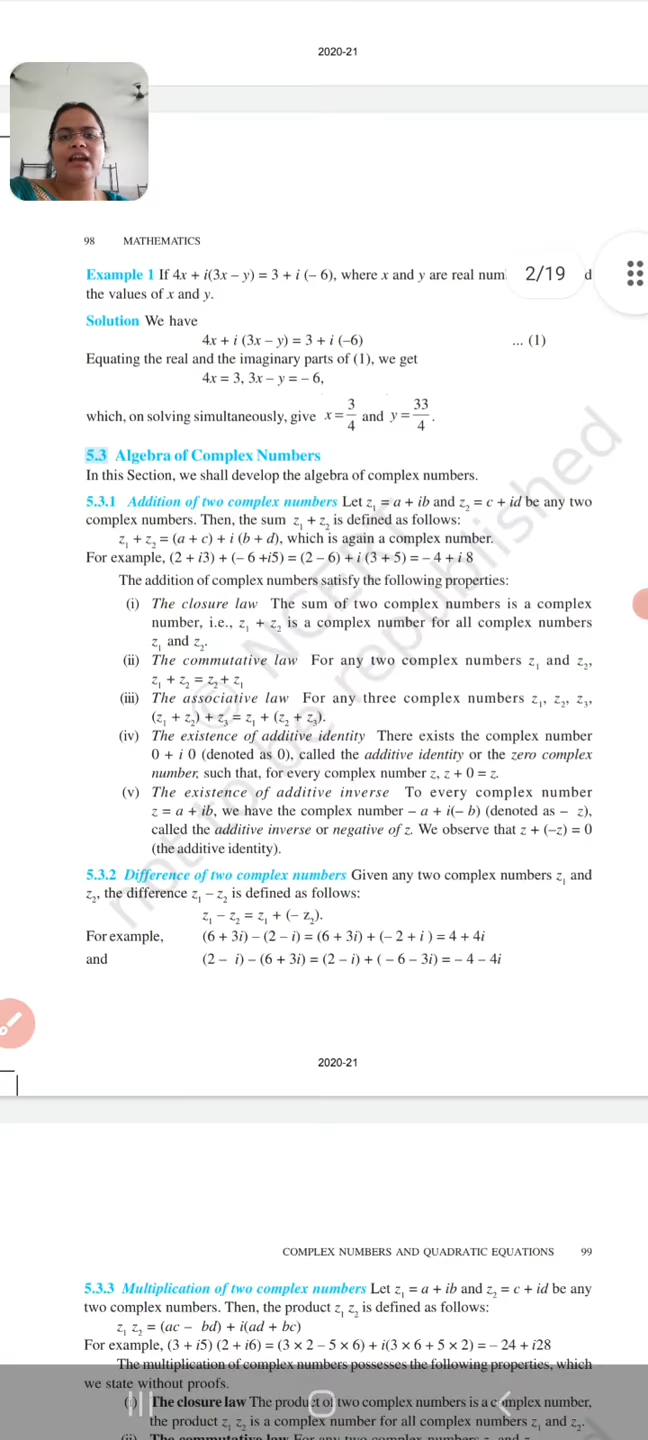 2020-21
98 MATHEMATICS
Example 1 If 4x + i(3x – y) = 3 + i (– 6), where x and y are real num
2/19
d
the values of x and y.
Solution We have
4x + i (3x – y) = 3 + i (–6) ... (1)
Equating the real and the imaginary parts of (1), we get
4x = 3, 3x – y = – 6,
which, on solving simultaneously, give x = 3/4 and y = 33/4.
5.3 Algebra of Complex Numbers
In this Section, we shall develop the algebra of complex numbers.
5.3.1 Addition of two complex numbers Let z₁ = a + ib and z₂ = c + id be any two
complex numbers. Then, the sum z₁ + z₂ is defined as follows:
z₁ + z₂ = (a + c) + i (b + d), which is again a complex number.
For example, (2 + i3) + (– 6 +i5) = (2 – 6) + i (3 + 5) = – 4 + i 8
The addition of complex numbers satisfy the following properties:
(i) The closure law The sum of two complex numbers is a complex
number, i.e., z₁ + z₂ is a complex number for all complex numbers
z₁ and z₂.
(ii) The commutative law For any two complex numbers z₁ and z₂,
z₁ + z₂ = z₂ + z₁
(iii) The associative law For any three complex numbers z₁, z₂, z₃,
(z₁ + z₂) + z₃ = z₁ + (z₂ + z₃).
(iv) The existence of additive identity There exists the complex number
0 + i 0 (denoted as 0), called the additive identity or the zero complex
number, such that, for every complex number z, z + 0 = z.
(v) The existence of additive inverse To every complex number
z = a + ib, we have the complex number – a + i(– b) (denoted as – z),
called the additive inverse or negative of z. We observe that z + (–z) = 0
(the additive identity).
5.3.2 Difference of two complex numbers Given any two complex numbers z₁ and
z₂, the difference z₁ – z₂ is defined as follows:
z₁ – z₂ = z₁ + (– z₂).
For example, (6 + 3i) – (2 – i) = (6 + 3i) + (– 2 + i ) = 4 + 4i
and (2 – i) – (6 + 3i) = (2 – i) + ( – 6 – 3i) = – 4 – 4i
© NCERT
not to be republished
2020-21
COMPLEX NUMBERS AND QUADRATIC EQUATIONS 99
5.3.3 Multiplication of two complex numbers Let z₁ = a + ib and z₂ = c + id be any
two complex numbers. Then, the product z₁ z₂ is defined as follows:
z₁ z₂ = (ac – bd) + i(ad + bc)
For example, (3 + i5) (2 + i6) = (3 × 2 – 5 × 6) + i(3 × 6 + 5 × 2) = – 24 + i28
The multiplication of complex numbers possesses the following properties, which
we state without proofs.
(i) The closure law The product of two complex numbers is a complex number,
the product z₁ z₂ is a complex number for all complex numbers z₁ and z₂.